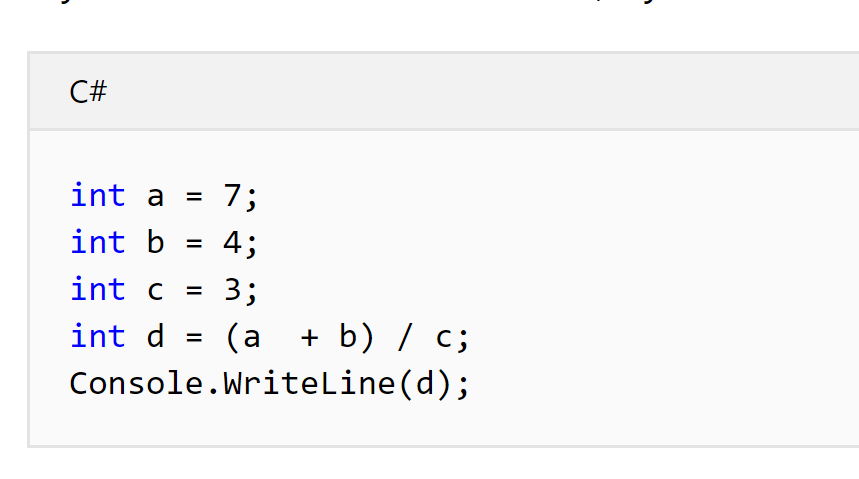 C#
int a = 7;
int b = 4;
int c = 3;
int d = (a  + b) / c;
Console.WriteLine(d);